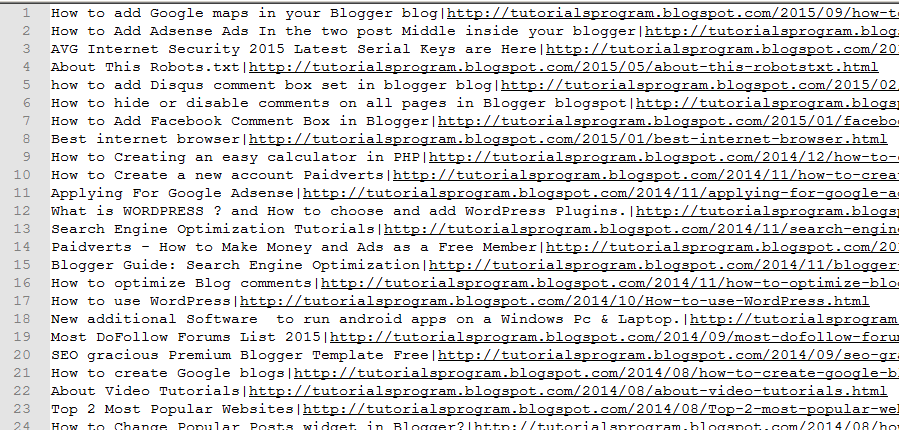 1 How to add Google maps in your Blogger blog|http://tutorialsprogram.blogspot.com/2015/09/how-t
2 How to Add Adsense Ads In the two post Middle inside your blogger|http://tutorialsprogram.blog
3 AVG Internet Security 2015 Latest Serial Keys are Here|http://tutorialsprogram.blogspot.com/20
4 About This Robots.txt|http://tutorialsprogram.blogspot.com/2015/05/about-this-robotstxt.html
5 how to add Disqus comment box set in blogger blog|http://tutorialsprogram.blogspot.com/2015/02
6 How to hide or disable comments on all pages in Blogger blogspot|http://tutorialsprogram.blogs
7 How to Add Facebook Comment Box in Blogger|http://tutorialsprogram.blogspot.com/2015/01/facebo
8 Best internet browser|http://tutorialsprogram.blogspot.com/2015/01/best-internet-browser.html
9 How to Creating an easy calculator in PHP|http://tutorialsprogram.blogspot.com/2014/12/how-to-
10 How to Create a new account Paidverts|http://tutorialsprogram.blogspot.com/2014/11/how-to-crea
11 Applying For Google Adsense|http://tutorialsprogram.blogspot.com/2014/11/applying-for-google-a
12 What is WORDPRESS ? and How to choose and add WordPress Plugins.|http://tutorialsprogram.blogs
13 Search Engine Optimization Tutorials|http://tutorialsprogram.blogspot.com/2014/11/search-engin
14 Paidverts - How to Make Money and Ads as a Free Member|http://tutorialsprogram.blogspot.com/20
15 Blogger Guide: Search Engine Optimization|http://tutorialsprogram.blogspot.com/2014/11/blogger-
16 How to optimize Blog comments|http://tutorialsprogram.blogspot.com/2014/11/how-to-optimize-blo
17 How to use WordPress|http://tutorialsprogram.blogspot.com/2014/10/How-to-use-WordPress.html
18 New additional Software  to run android apps on a Windows Pc & Laptop.|http://tutorialsprogram
19 Most DoFollow Forums List 2015|http://tutorialsprogram.blogspot.com/2014/09/most-dofollow-foru
20 SEO gracious Premium Blogger Template Free|http://tutorialsprogram.blogspot.com/2014/09/seo-gra
21 How to create Google blogs|http://tutorialsprogram.blogspot.com/2014/08/how-to-create-google-b
22 About Video Tutorials|http://tutorialsprogram.blogspot.com/2014/08/about-video-tutorials.html
23 Top 2 Most Popular Websites|http://tutorialsprogram.blogspot.com/2014/08/Top-2-most-popular-we
24 How to Change Popular Posts widget in Blogger?|http://tutorialsprogram.blogspot.com/2014/08/ho